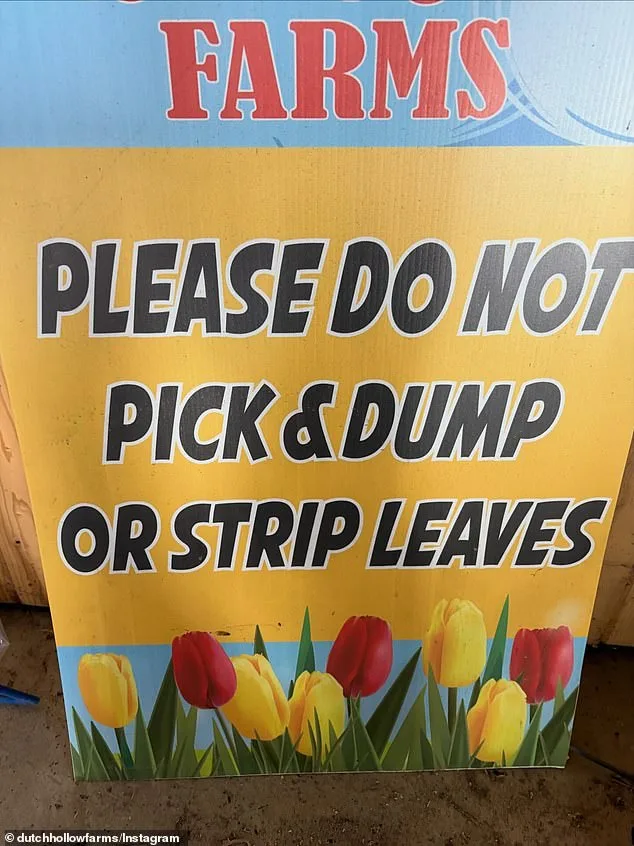 FARMS
PLEASE DO NOT
PICK & DUMP
OR STRIP LEAVES
© dutchhollowfarms/Instagram